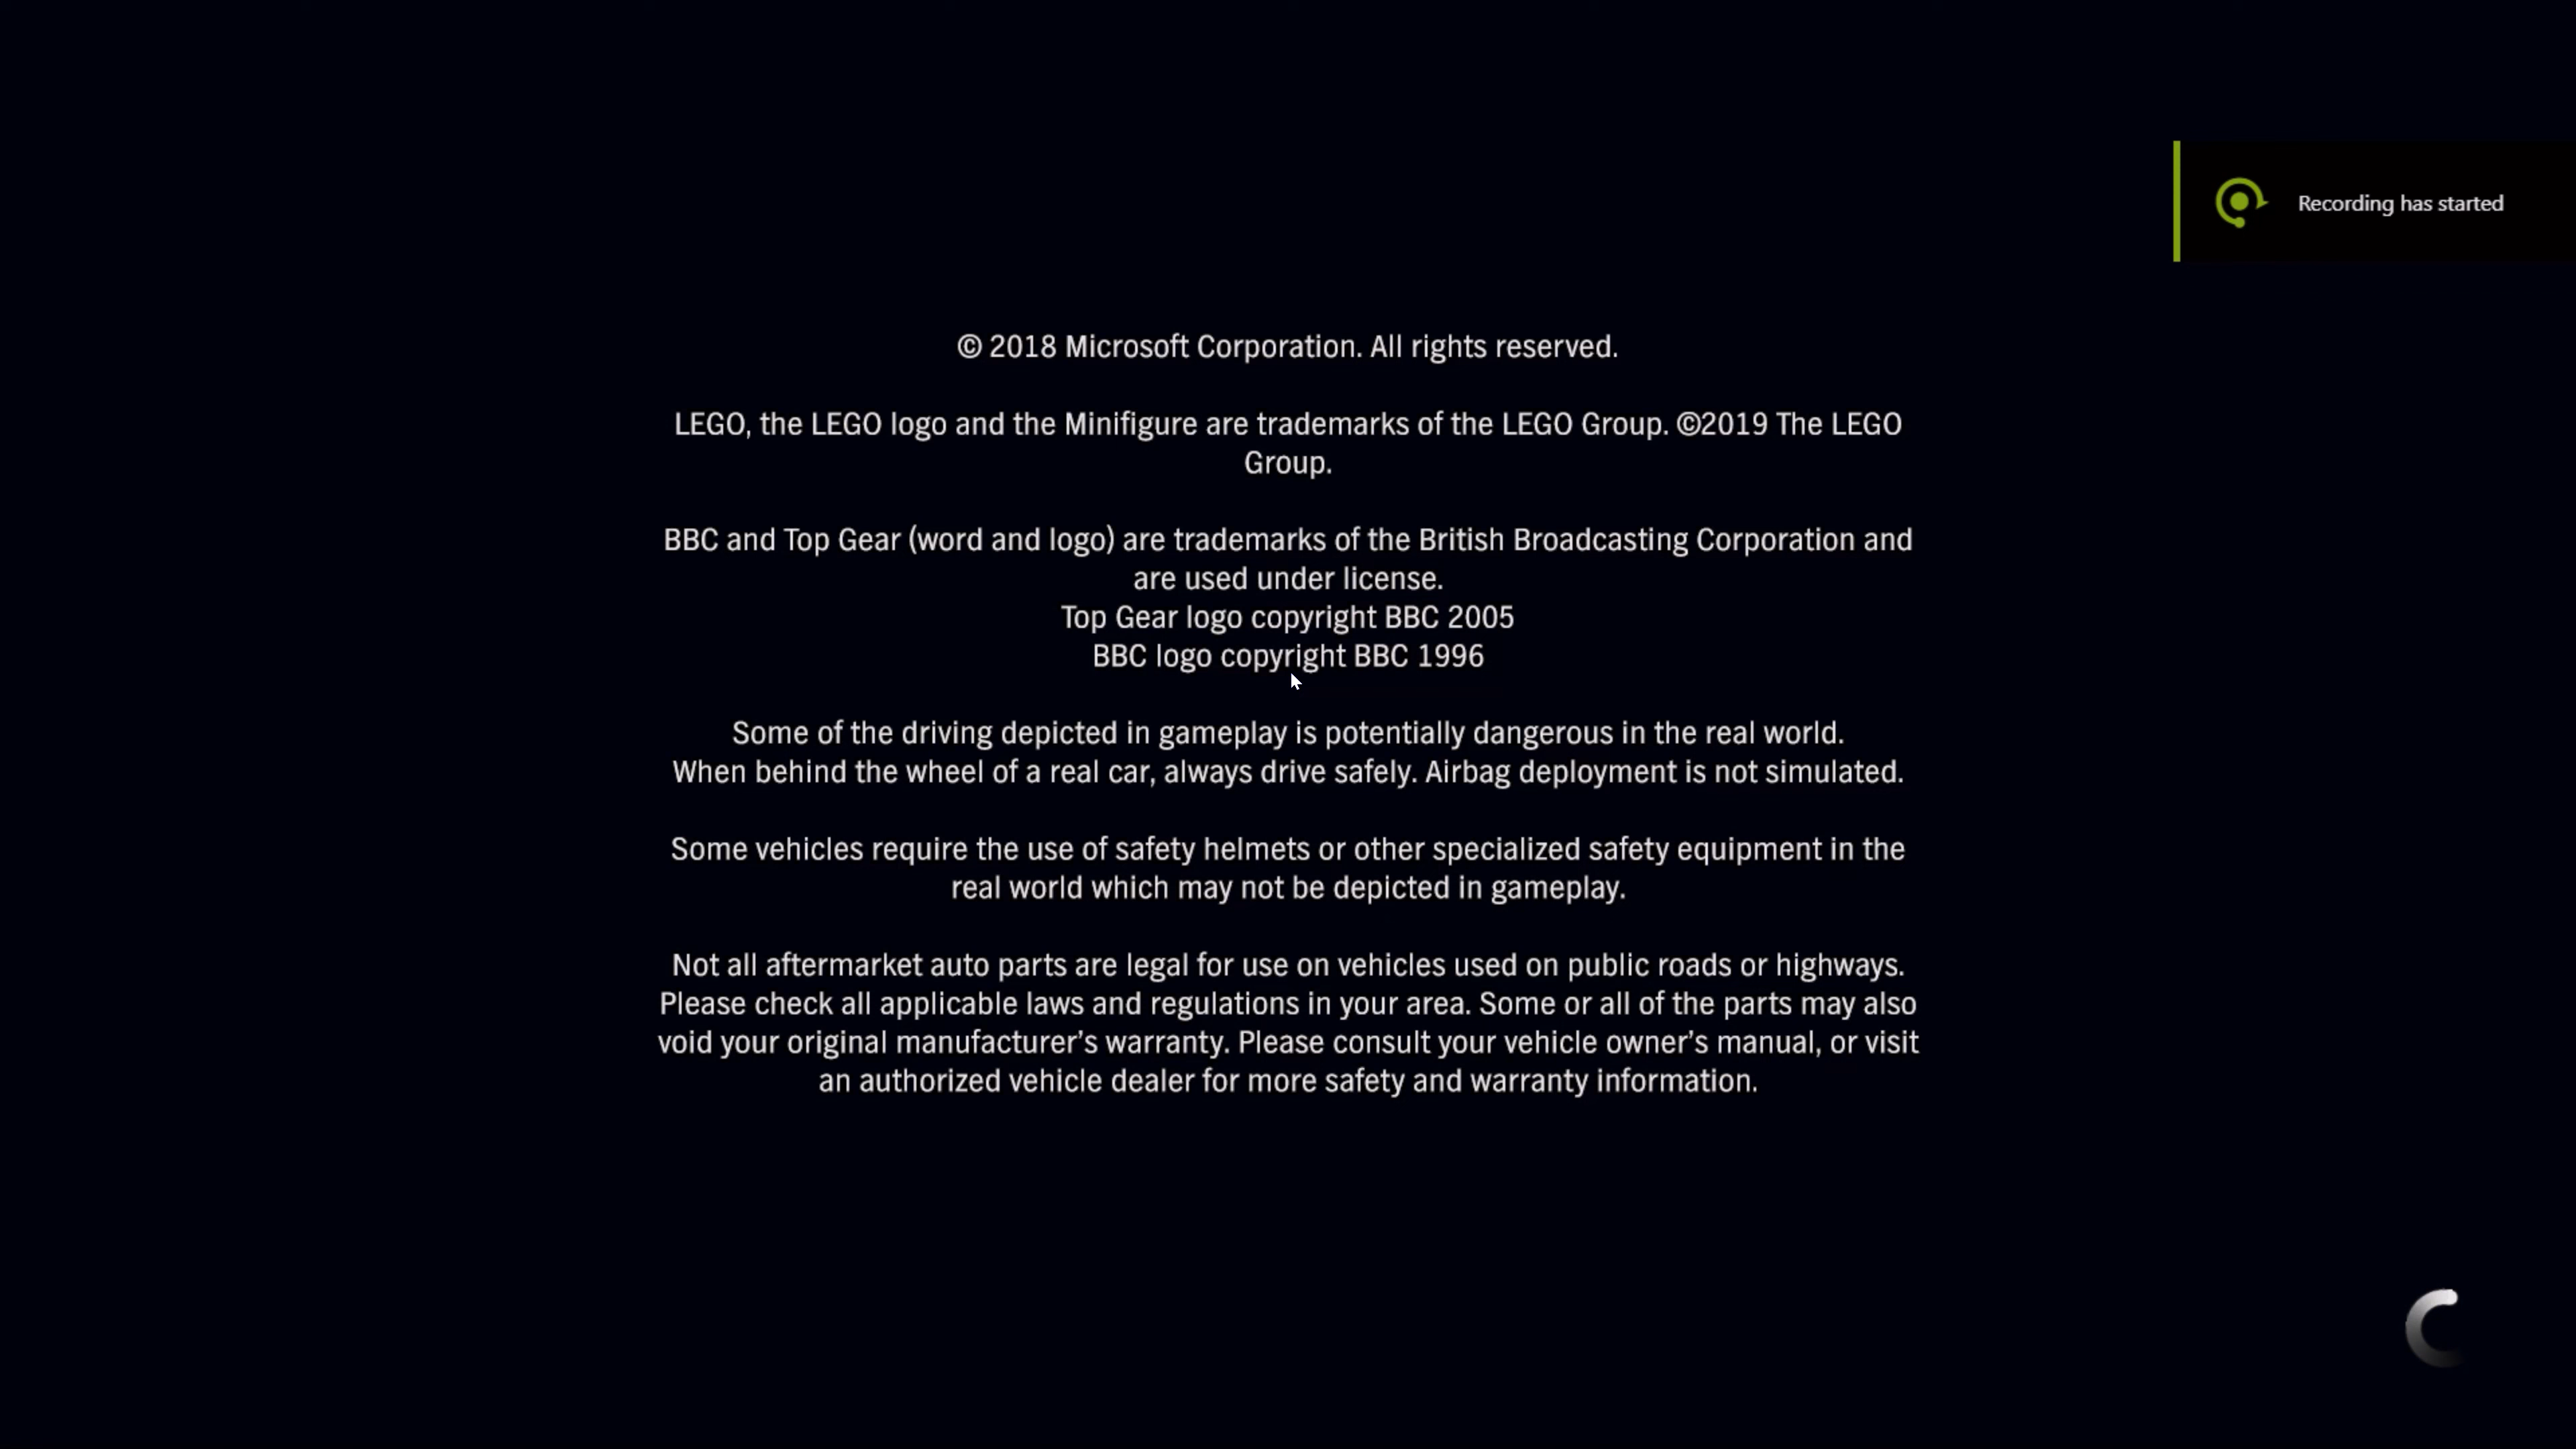 Recording has started
© 2018 Microsoft Corporation. All rights reserved.
LEGO, the LEGO logo and the Minifigure are trademarks of the LEGO Group. ©2019 The LEGO
Group.
BBC and Top Gear (word and logo) are trademarks of the British Broadcasting Corporation and
are used under license.
Top Gear logo copyright BBC 2005
BBC logo copyright BBC 1996
Some of the driving depicted in gameplay is potentially dangerous in the real world.
When behind the wheel of a real car, always drive safely. Airbag deployment is not simulated.
Some vehicles require the use of safety helmets or other specialized safety equipment in the
real world which may not be depicted in gameplay.
Not all aftermarket auto parts are legal for use on vehicles used on public roads or highways.
Please check all applicable laws and regulations in your area. Some or all of the parts may also
void your original manufacturer’s warranty. Please consult your vehicle owner’s manual, or visit
an authorized vehicle dealer for more safety and warranty information.